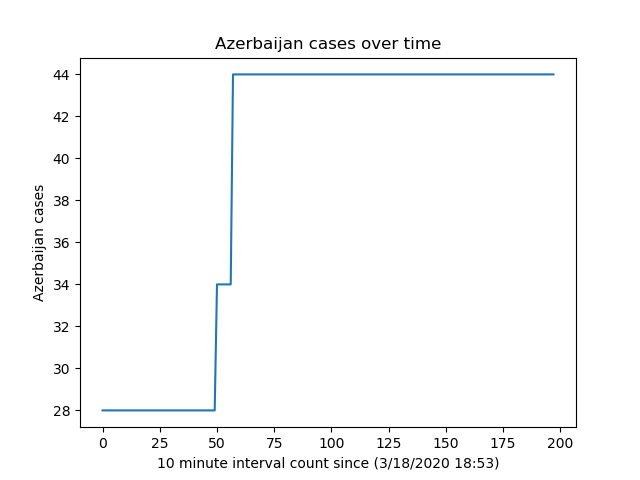 Azerbaijan cases over time
Azerbaijan cases
44
42
40
38
36
34
32
30
28
0 25 50 75 100 125 150 175 200
10 minute interval count since (3/18/2020 18:53)